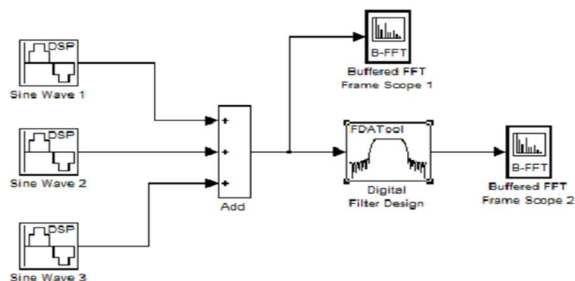 DSP
Sine Wave 1
DSP
Sine Wave 2
DSP
Sine Wave 3
+
+
+
Add
B-FFT
Buffered FFT
Frame Scope 1
FDATool
Digital
Filter Design
B-FFT
Buffered FFT
Frame Scope 2